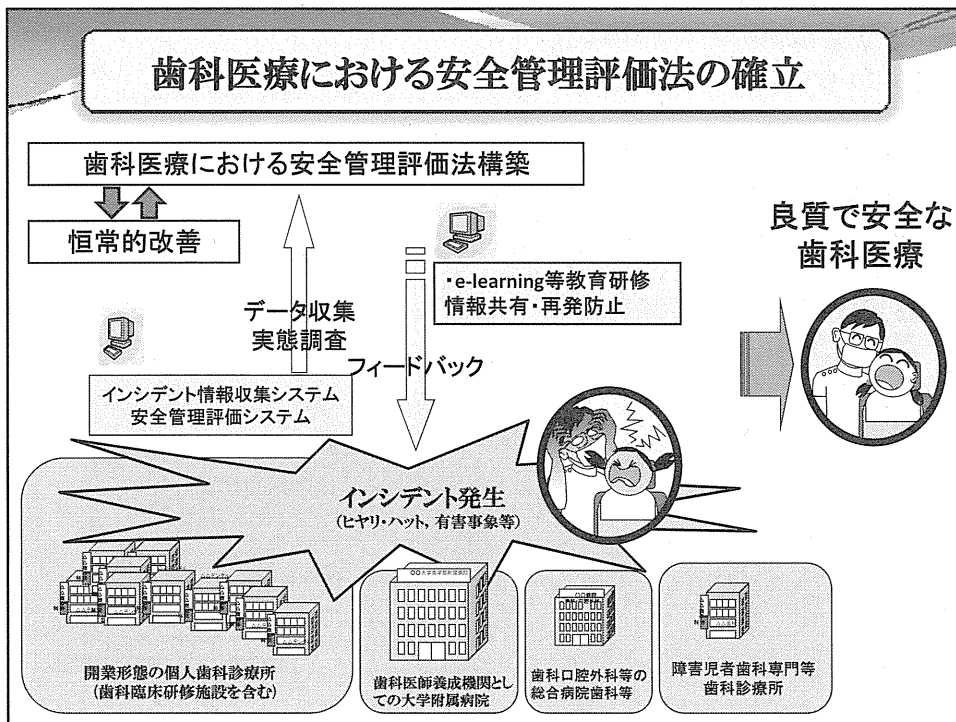 歯科医療における安全管理評価法の確立
歯科医療における安全管理評価法構築
恒常的改善
良質で安全な
歯科医療
・e-learning等教育研修
情報共有・再発防止
データ収集
実態調査
フィードバック
インシデント情報収集システム
安全管理評価システム
インシデント発生
(ヒヤリ・ハット, 有害事象等)
開業形態の個人歯科診療所
(歯科臨床研修施設を含む)
歯科医師養成機関とし
ての大学附属病院
歯科口腔外科等の
総合病院歯科等
障害児者歯科専門等
歯科診療所